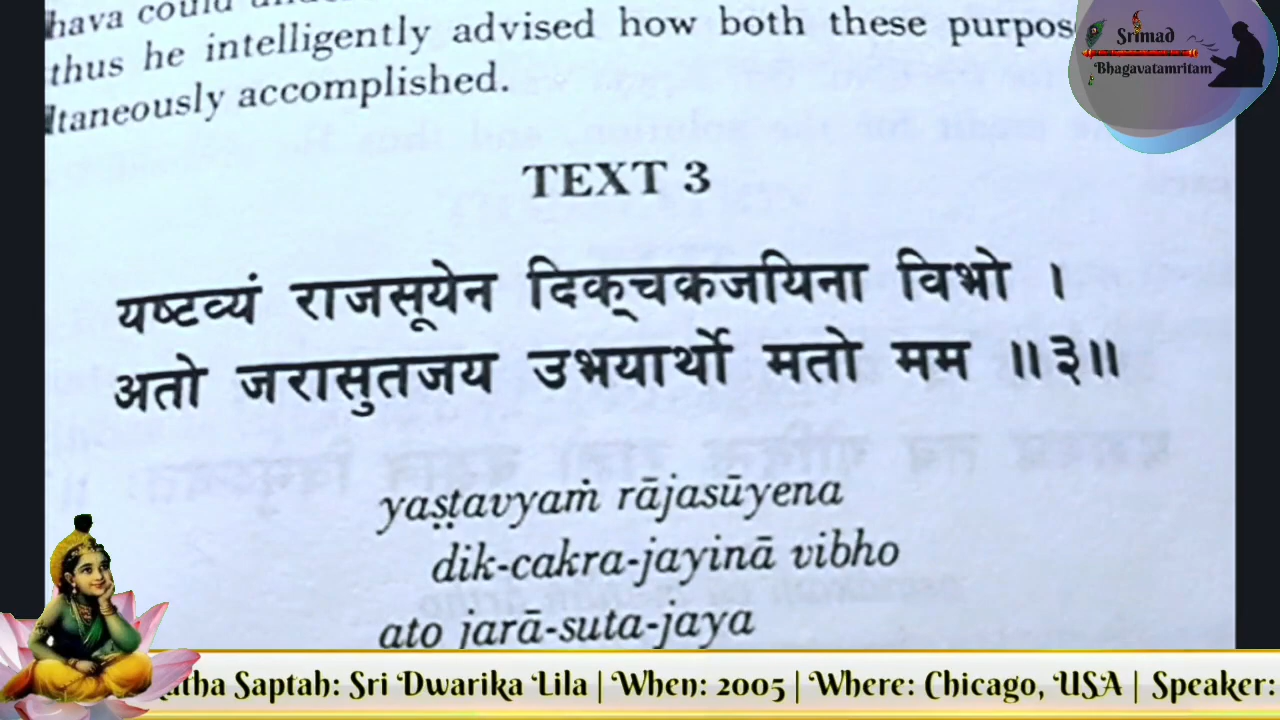 hava could
thus he intelligently advised how both these purpos
ltaneously accomplished.
Srimad
Bhagavatamritam
TEXT 3
यष्टव्यं राजसूयेन दिक्चक्रजयिना विभो ।
अतो जरासुतजय उभयार्थो मतो मम ॥३॥
yaṣṭavyaṁ rājasūyena
dik-cakra-jayinā vibho
ato jarā-suta-jaya
atha Saptah: Sri Dwarika Lila | When: 2005 | Where: Chicago, USA | Speaker: